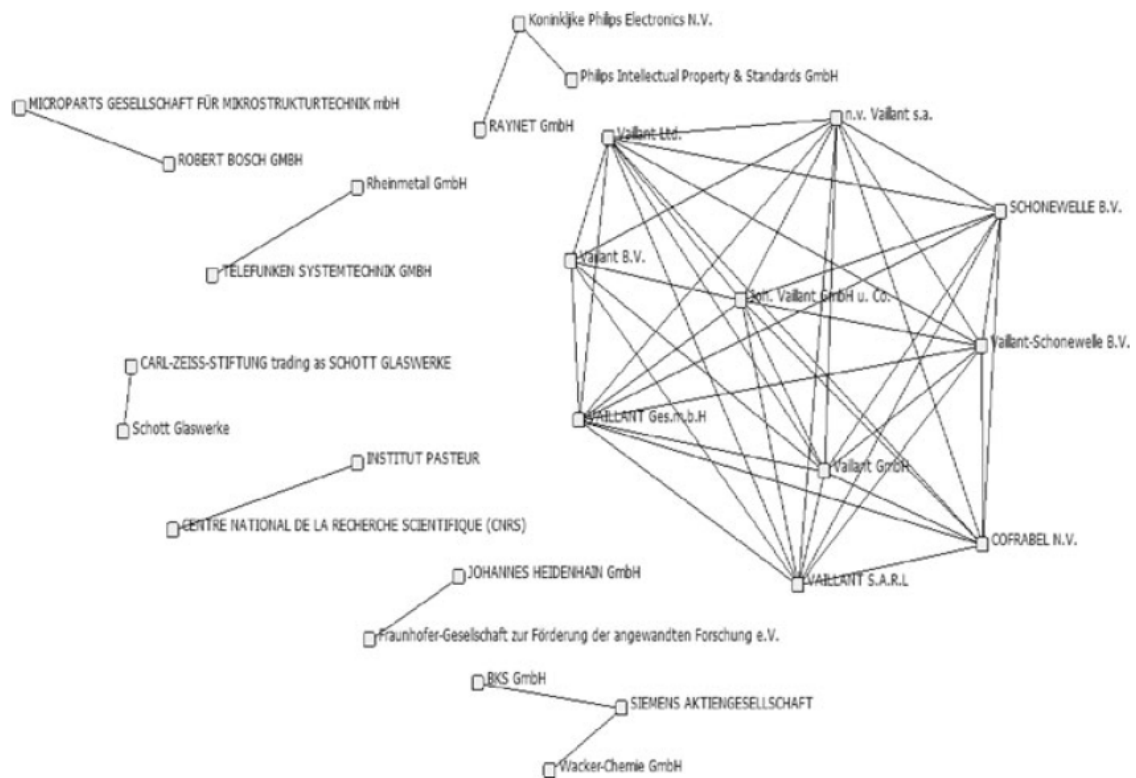 Koninklijke Philips Electronics N.V.
Philips Intellectual Property & Standards GmbH
MICROPARTS GESELLSCHAFT FÜR MIKROSTRUKTURTECHNIK mbH
n.v. Vaillant s.a.
RAYNET GmbH
Vaillant Ltd.
ROBERT BOSCH GMBH
Rheinmetall GmbH
SCHONEWELLE B.V.
Vaillant B.V.
TELEFUNKEN SYSTEMTECHNIK GMBH
Joh. Vaillant GmbH u. Co.
Vaillant-Schonewelle B.V.
CARL-ZEISS-STIFTUNG trading as SCHOTT GLASWERKE
VAILLANT Ges.m.b.H
Schott Glaswerke
INSTITUT PASTEUR
Vaillant GmbH
CENTRE NATIONAL DE LA RECHERCHE SCIENTIFIQUE (CNRS)
COFRABEL N.V.
JOHANNES HEIDENHAIN GmbH
VAILLANT S.A.R.L
Fraunhofer-Gesellschaft zur Förderung der angewandten Forschung e.V.
BKS GmbH
SIEMENS AKTIENGESELLSCHAFT
Wacker-Chemie GmbH